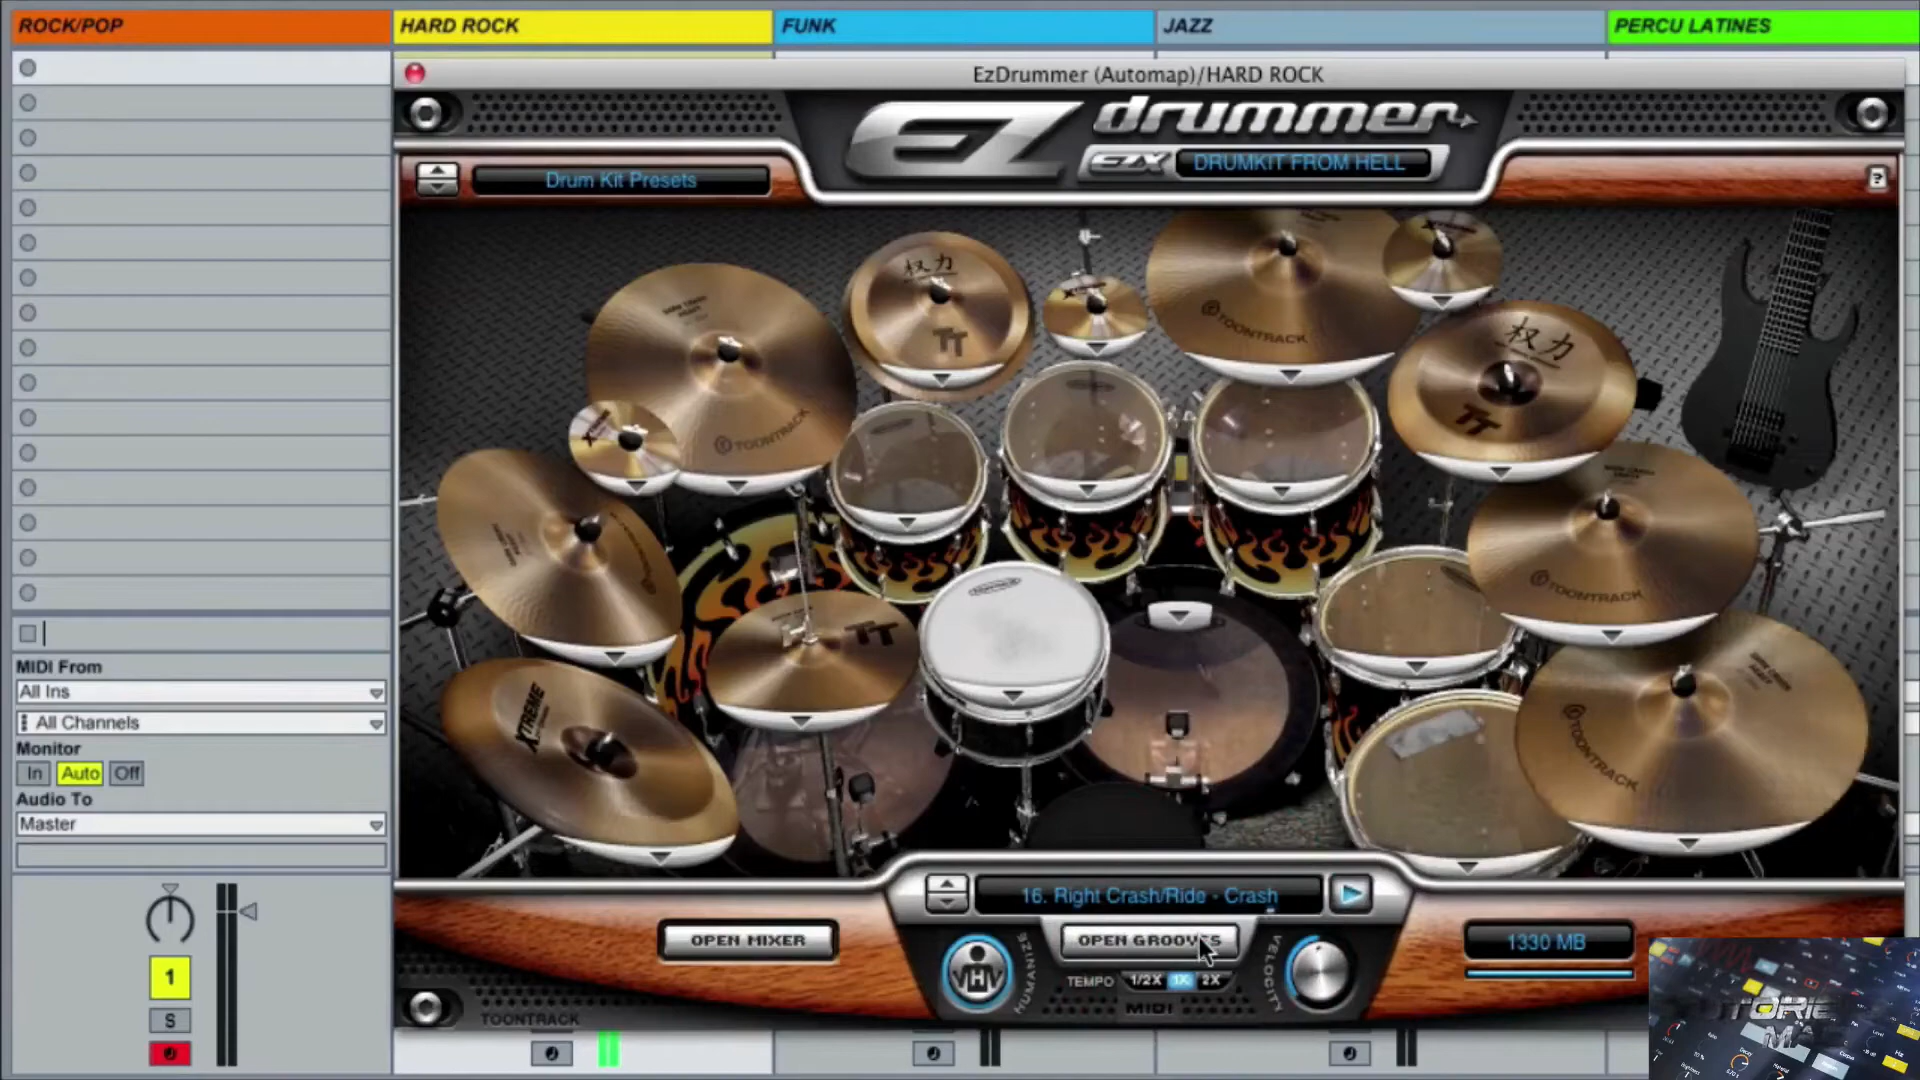 ROCK/POP
HARD ROCK
FUNK
JAZZ
PERCU LATINES
EzDrummer (Automap)/HARD ROCK
EZ drummer
EZX
DRUMKIT FROM HELL
Drum Kit Presets
?
权力
TT
TOONTRACK
TOONTRACK
权力
TT
TOONTRACK
TT
XTREME
TOONTRACK
MIDI From
All Ins
All Channels
Monitor
In
Auto
Off
Audio To
Master
1
S
16. Right Crash/Ride - Crash
OPEN MIXER
OPEN GROOVES
1330 MB
HUMANIZE
VHV
VELOCITY
TEMPO
1/2X
1X
2X
MIDI
TOONTRACK